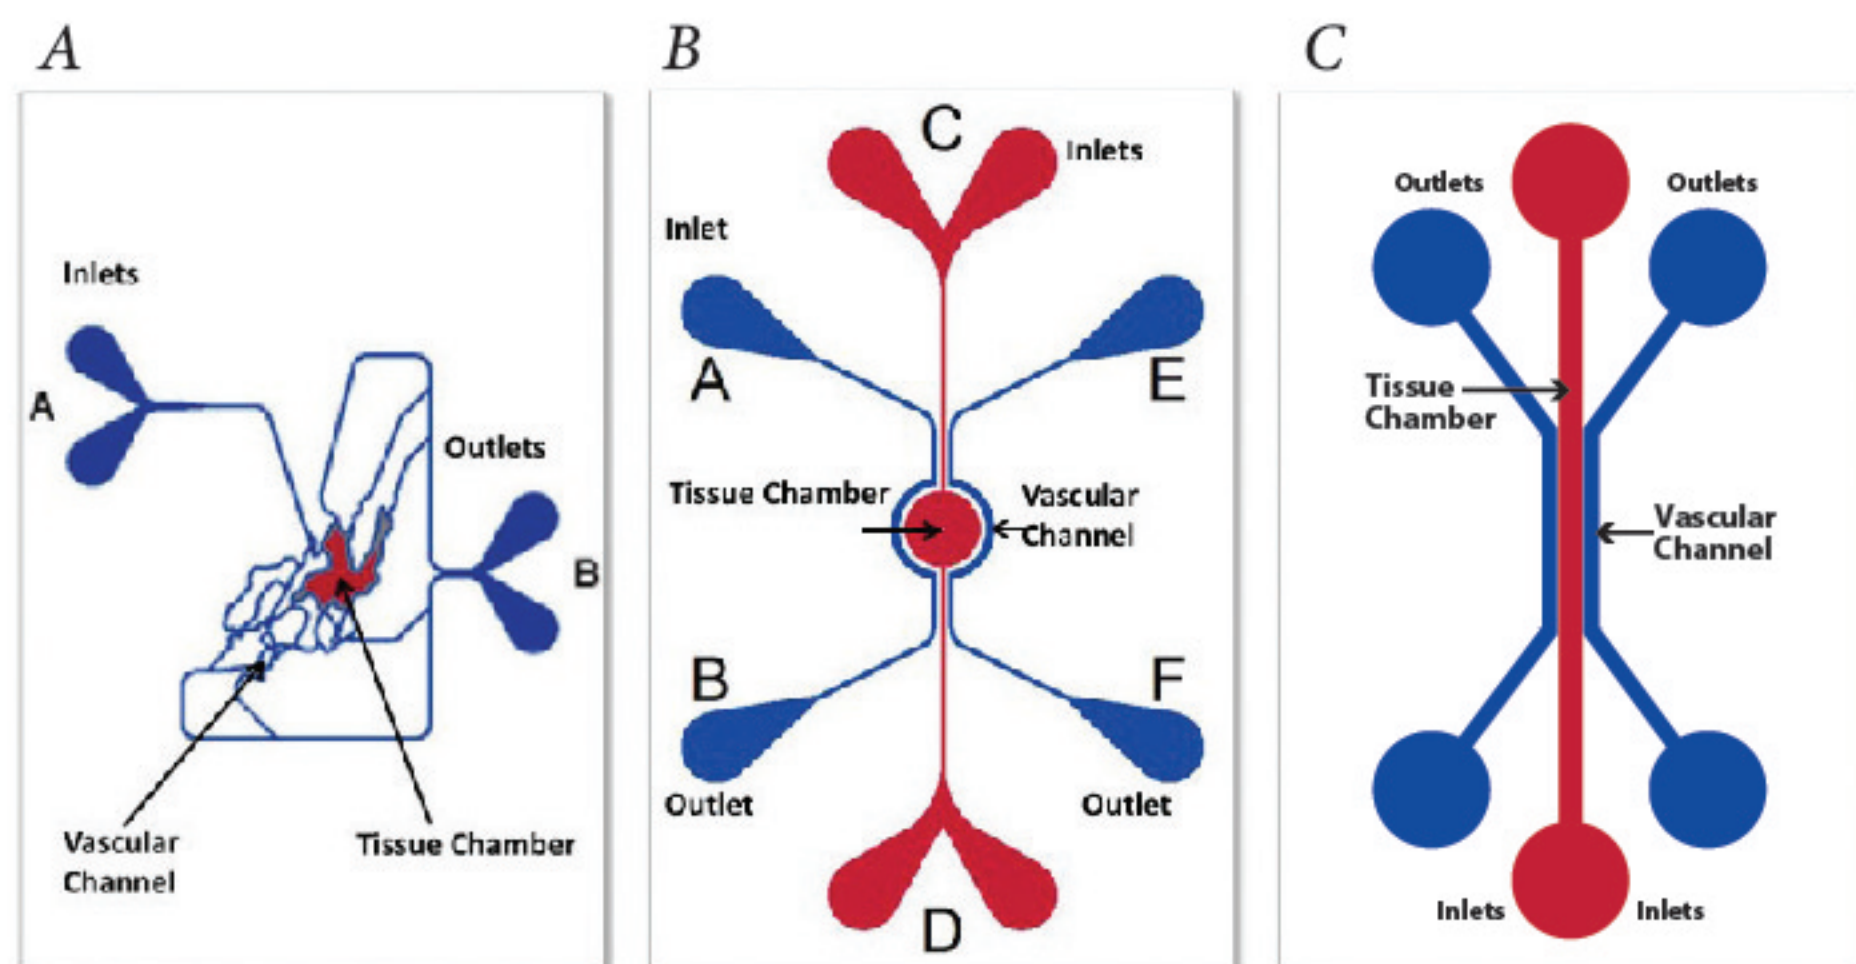 A
Inlets
A
Outlets
B
Vascular
Channel
Tissue Chamber
B
C
Inlets
Inlet
A
E
Tissue Chamber
Vascular
Channel
B
F
Outlet
Outlet
D
C
Outlets
Outlets
Tissue
Chamber
Vascular
Channel
Inlets
Inlets